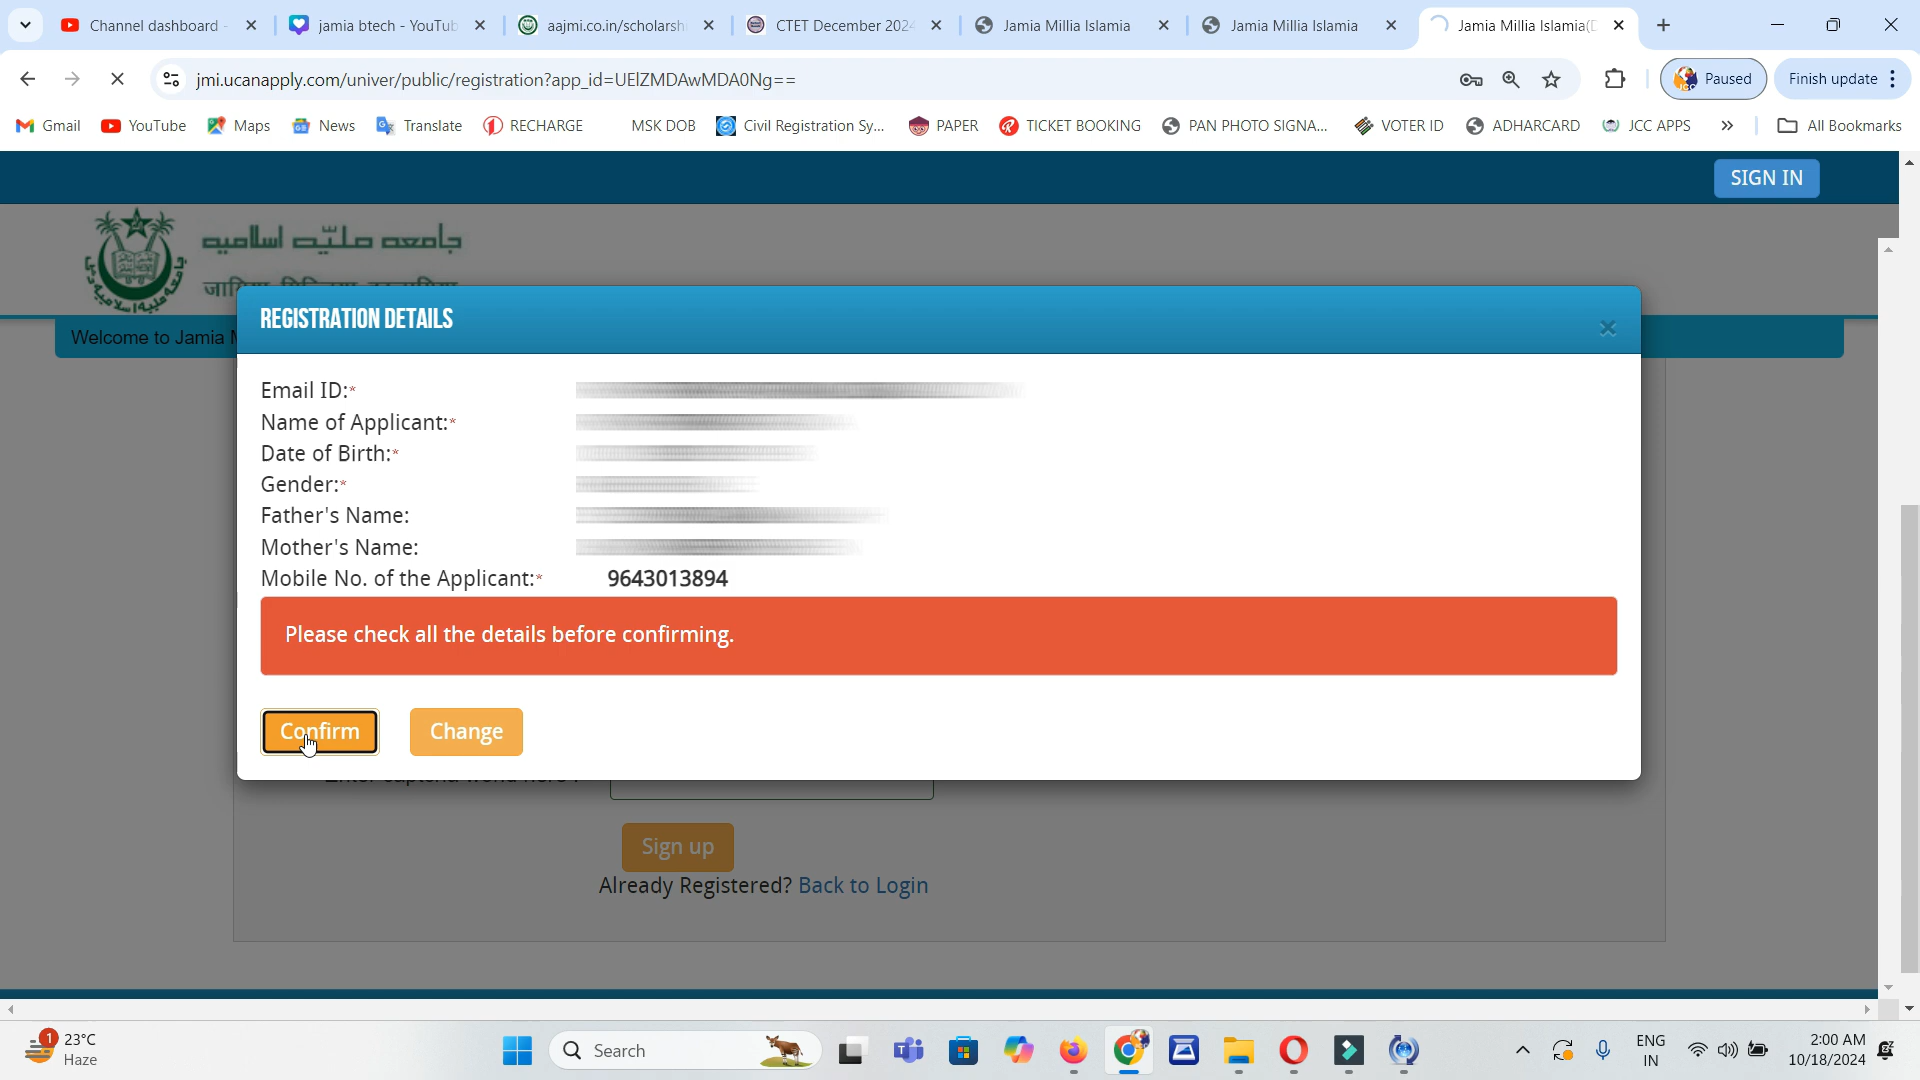 Channel dashboard -
jamia btech - YouTub
aajmi.co.in/scholarsh
CTET December 2024
Jamia Millia Islamia
Jamia Millia Islamia
Jamia Millia Islamia(D
jmi.ucanapply.com/univer/public/registration?app_id=UElZMDAwMDA0Ng==
Paused
Finish update
Gmail
YouTube
Maps
News
Translate
RECHARGE
MSK DOB
Civil Registration Sy...
PAPER
TICKET BOOKING
PAN PHOTO SIGNA...
VOTER ID
ADHARCARD
JCC APPS
»
All Bookmarks
SIGN IN
جامعه ملیّه اسلامیه
Welcome to Jamia M
REGISTRATION DETAILS
Email ID:*
Name of Applicant:*
Date of Birth:*
Gender:*
Father's Name:
Mother's Name:
Mobile No. of the Applicant:* 9643013894
Please check all the details before confirming.
Confirm
Change
Sign up
Already Registered? Back to Login
1
23°C
Haze
Search
ENG
IN
2:00 AM
10/18/2024